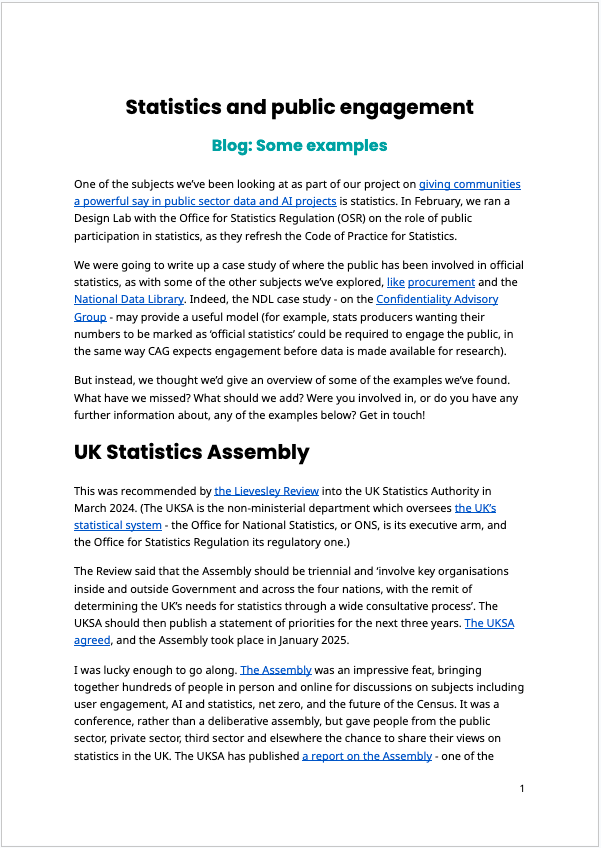 Statistics and public engagement
Blog: Some examples
One of the subjects we've been looking at as part of our project on giving communities
a powerful say in public sector data and AI projects is statistics. In February, we ran a
Design Lab with the Office for Statistics Regulation (OSR) on the role of public
participation in statistics, as they refresh the Code of Practice for Statistics.
We were going to write up a case study of where the public has been involved in official
statistics, as with some of the other subjects we've explored, like procurement and the
National Data Library. Indeed, the NDL case study - on the Confidentiality Advisory
Group - may provide a useful model (for example, stats producers wanting their
numbers to be marked as 'official statistics' could be required to engage the public, in
the same way CAG expects engagement before data is made available for research).
But instead, we thought we'd give an overview of some of the examples we've found.
What have we missed? What should we add? Were you involved in, or do you have any
further information about, any of the examples below? Get in touch!
UK Statistics Assembly
This was recommended by the Lievesley Review into the UK Statistics Authority in
March 2024. (The UKSA is the non-ministerial department which oversees the UK's
statistical system - the Office for National Statistics, or ONS, is its executive arm, and
the Office for Statistics Regulation its regulatory one.)
The Review said that the Assembly should be triennial and 'involve key organisations
inside and outside Government and across the four nations, with the remit of
determining the UK's needs for statistics through a wide consultative process'. The
UKSA should then publish a statement of priorities for the next three years. The UKSA
agreed, and the Assembly took place in January 2025.
I was lucky enough to go along. The Assembly was an impressive feat, bringing
together hundreds of people in person and online for discussions on subjects including
user engagement, AI and statistics, net zero, and the future of the Census. It was a
conference, rather than a deliberative assembly, but gave people from the public
sector, private sector, third sector and elsewhere the chance to share their views on
statistics in the UK. The UKSA has published a report on the Assembly - one of the
1